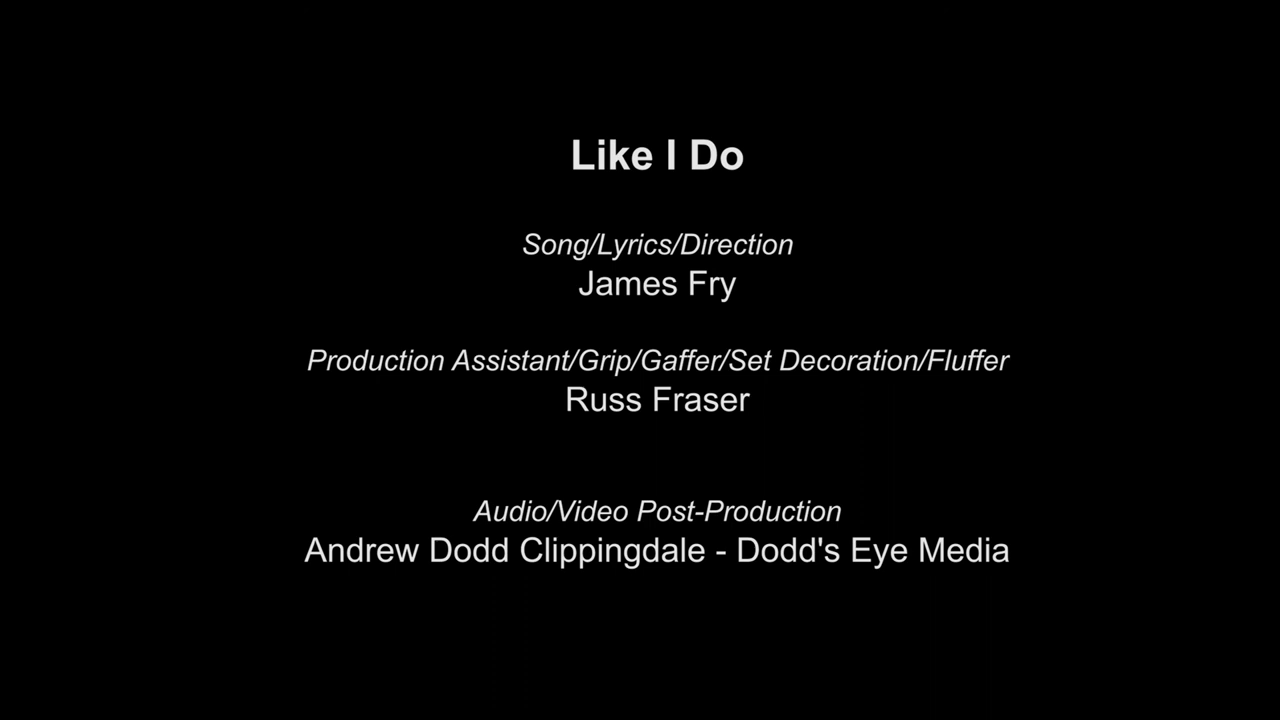 Like I Do
Song/Lyrics/Direction
James Fry
Production Assistant/Grip/Gaffer/Set Decoration/Fluffer
Russ Fraser
Audio/Video Post-Production
Andrew Dodd Clippingdale - Dodd's Eye Media